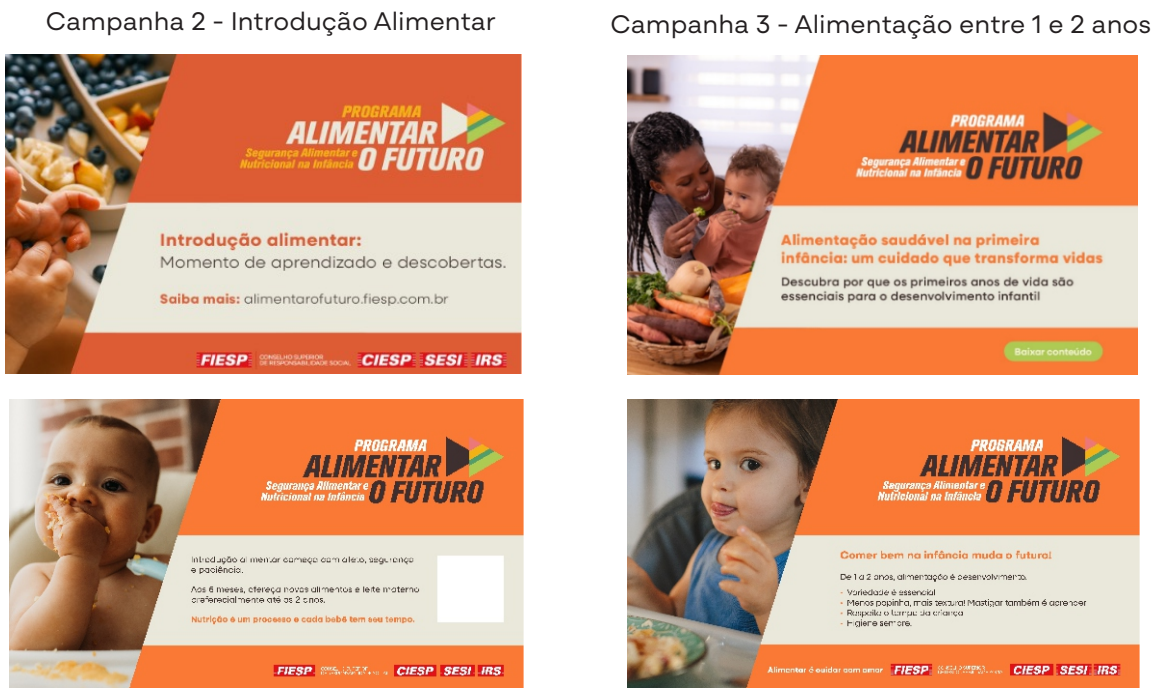 Campanha 2 - Introdução Alimentar
PROGRAMA
ALIMENTAR
Segurança Alimentar e
Nutricional na Infância O FUTURO
Introdução alimentar:
Momento de aprendizado e descobertas.
Saiba mais: alimentarofuturo.fiesp.com.br
FIESP CONSELHO SUPERIOR
DE RESPONSABILIDADE SOCIAL CIESP SESI IRS
PROGRAMA
ALIMENTAR
Segurança Alimentar e
Nutricional na Infância O FUTURO
Introdução alimentar começa com afeto, segurança
e paciência.
Aos 6 meses, ofereça novos alimentos e leite materno
preferencialmente até os 2 anos.
Nutrição é um processo e cada bebê tem seu tempo.
FIESP CIESP SESI IRS
Campanha 3 - Alimentação entre 1 e 2 anos
PROGRAMA
ALIMENTAR
Segurança Alimentar e
Nutricional na Infância O FUTURO
Alimentação saudável na primeira
infância: um cuidado que transforma vidas
Descubra por que os primeiros anos de vida são
essenciais para o desenvolvimento infantil
Baixar conteúdo
PROGRAMA
ALIMENTAR
Segurança Alimentar e
Nutricional na Infância O FUTURO
Comer bem na infância muda o futuro!
De 1 a 2 anos, alimentação é desenvolvimento.
- Variedade é essencial
- Menos papinha, mais textura! Mastigar também é aprender
- Respeite o tempo da criança
- Higiene sempre.
Alimentar é cuidar com amor FIESP CIESP SESI IRS